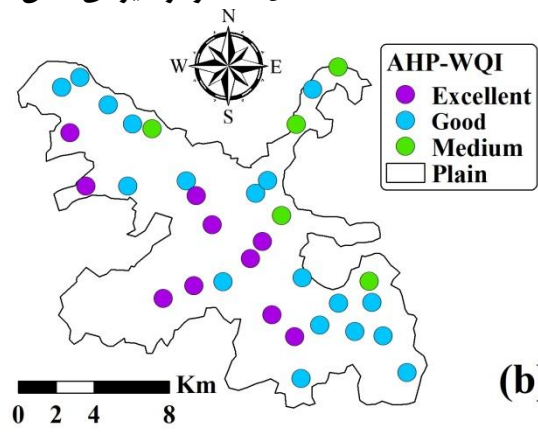 N
W E
S
AHP-WQI
Excellent
Good
Medium
Plain
Km
0 2 4 8
(b